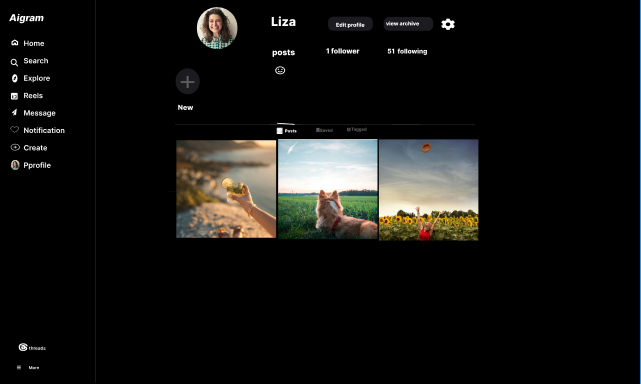 Aigram
Home
Search
Explore
Reels
Message
Notification
Create
Pprofile
threads
More
Liza
Edit profile
view archive
posts
1 follower
51 following
New
Posts
Saved
Tagged